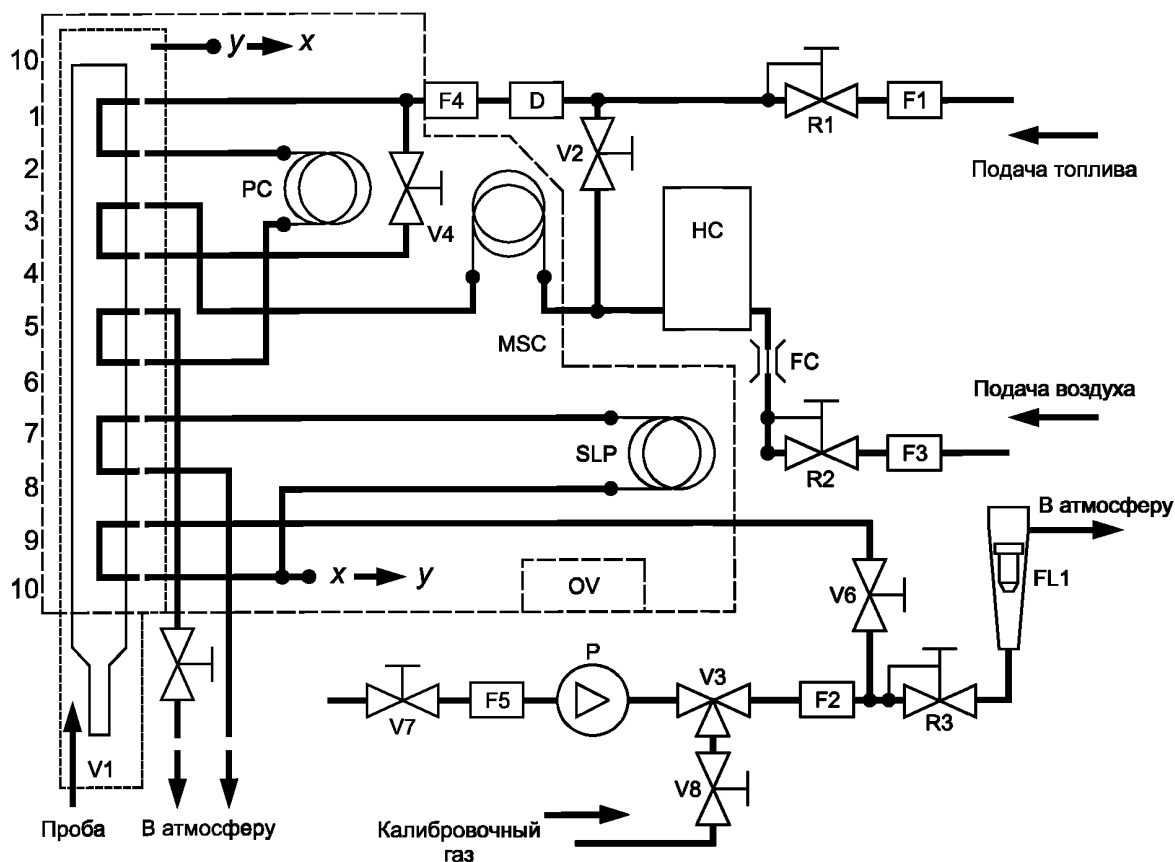 y x
10
1
2
3
4
5
6
7
8
9
10
F4
D
R1
F1
V2
Подача топлива
PC
V4
HC
MSC
FC
Подача воздуха
SLP
R2
F3
В атмосферу
x y
OV
V6
FL1
P
V3
V7
F5
F2
R3
V1
V8
Проба
В атмосферу
Калибровочный
газ